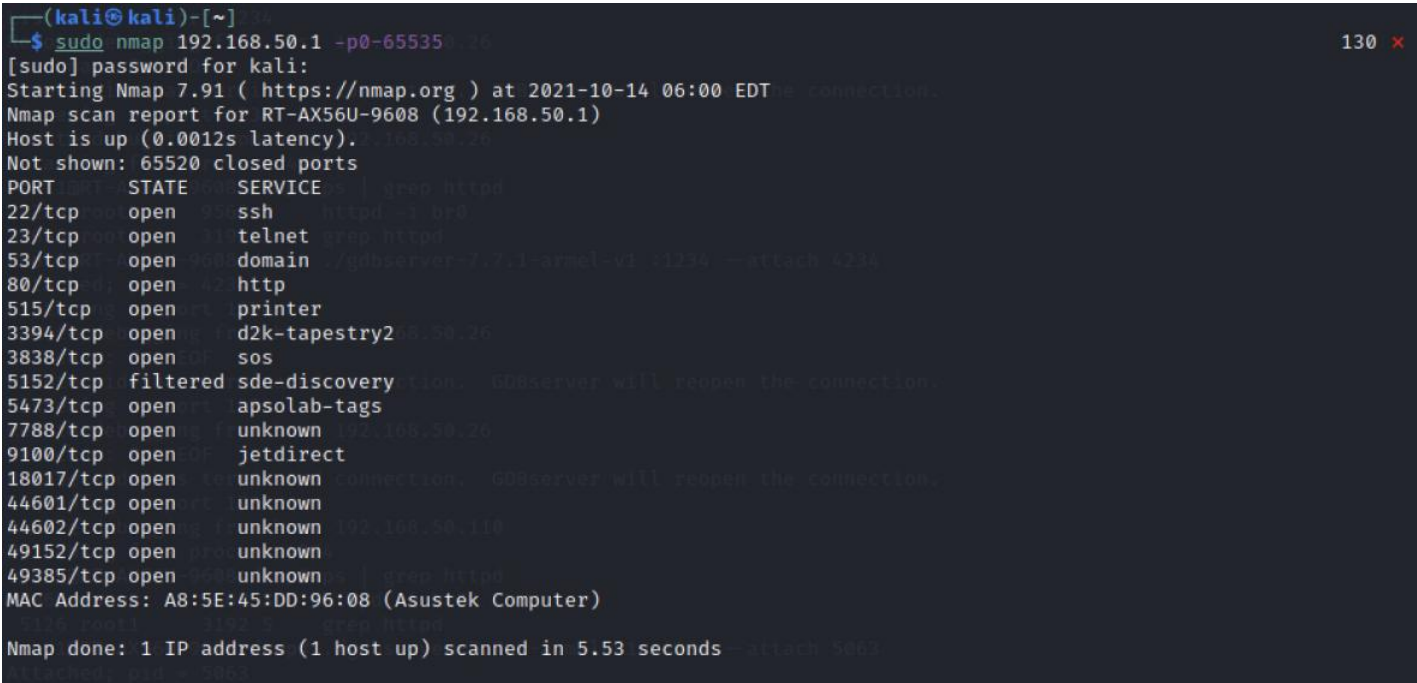 (kali㉿kali)-[~]
$ sudo nmap 192.168.50.1 -p0-65535 130 ×
[sudo] password for kali:
Starting Nmap 7.91 ( https://nmap.org ) at 2021-10-14 06:00 EDT
Nmap scan report for RT-AX56U-9608 (192.168.50.1)
Host is up (0.0012s latency).
Not shown: 65520 closed ports
PORT STATE SERVICE
22/tcp open ssh
23/tcp open telnet
53/tcp open domain
80/tcp open http
515/tcp open printer
3394/tcp open d2k-tapestry2
3838/tcp open sos
5152/tcp filtered sde-discovery
5473/tcp open apsolab-tags
7788/tcp open unknown
9100/tcp open jetdirect
18017/tcp open unknown
44601/tcp open unknown
44602/tcp open unknown
49152/tcp open unknown
49385/tcp open unknown
MAC Address: A8:5E:45:DD:96:08 (Asustek Computer)
Nmap done: 1 IP address (1 host up) scanned in 5.53 seconds